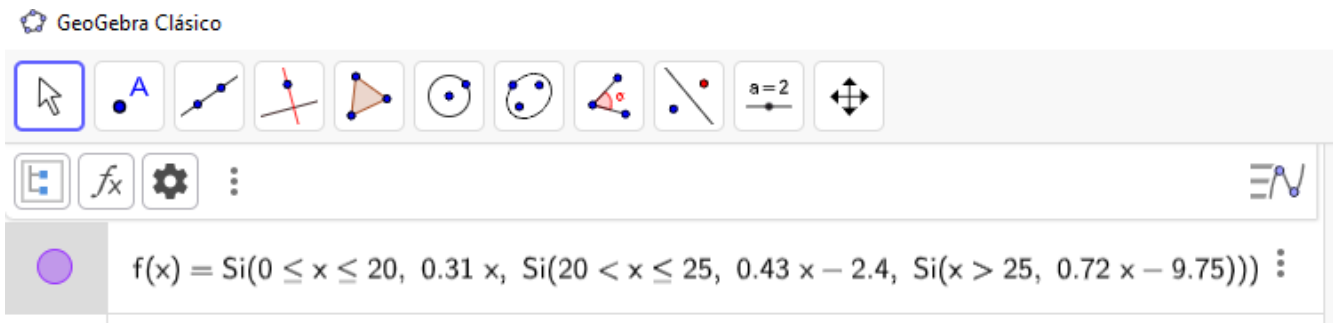 GeoGebra Clásico
A
α
a = 2
fx
f(x) = Si(0 ≤ x ≤ 20, 0.31 x, Si(20 < x ≤ 25, 0.43 x − 2.4, Si(x > 25, 0.72 x − 9.75)))